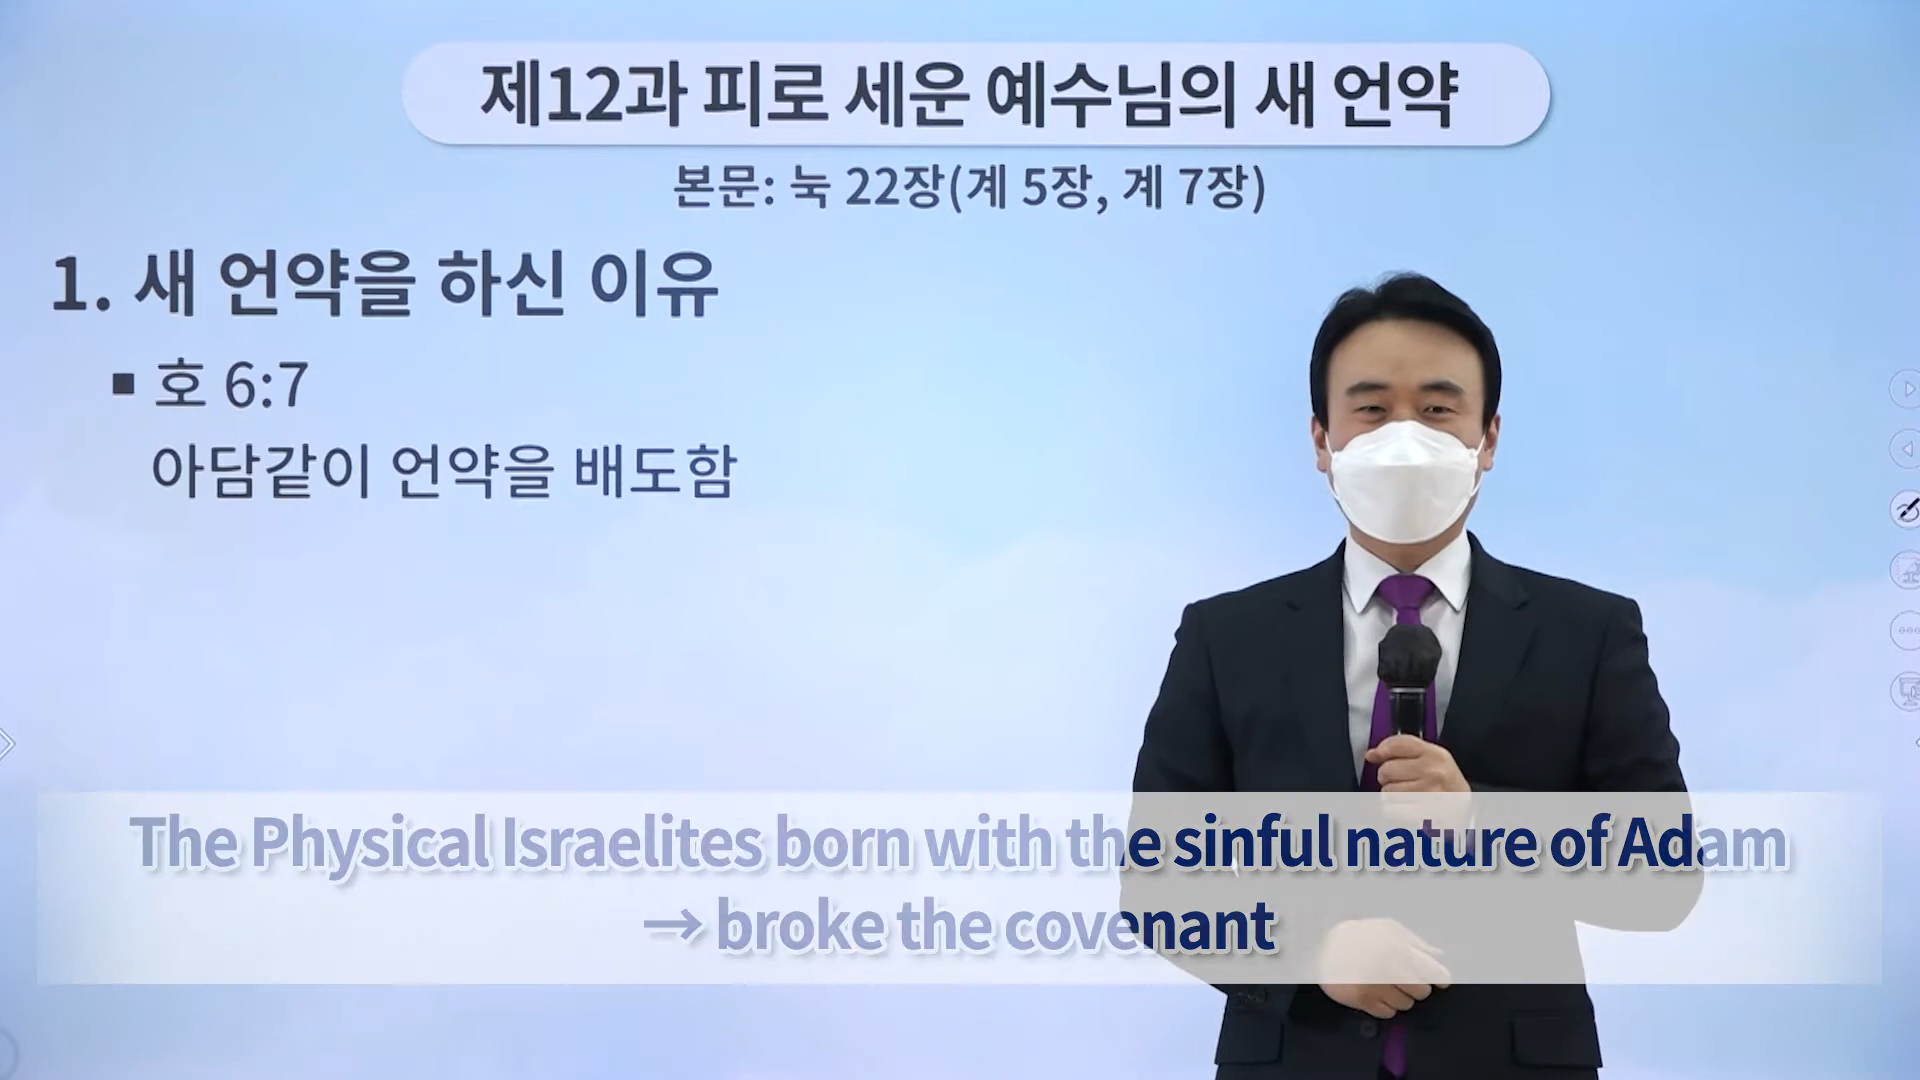 제12과 피로 세운 예수님의 새 언약
본문: 눅 22장(계 5장, 계 7장)
1. 새 언약을 하신 이유
▪ 호 6:7
아담같이 언약을 배도함
The Physical Israelites born with the sinful nature of Adam
→ broke the covenant